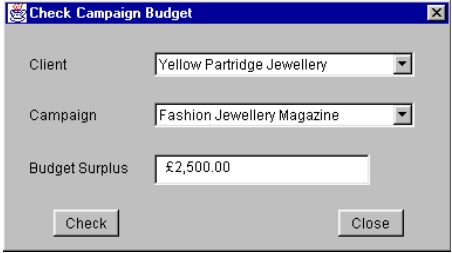 Check Campaign Budget
Client Yellow Partridge Jewellery
Campaign Fashion Jewellery Magazine
Budget Surplus £2,500.00
Check Close